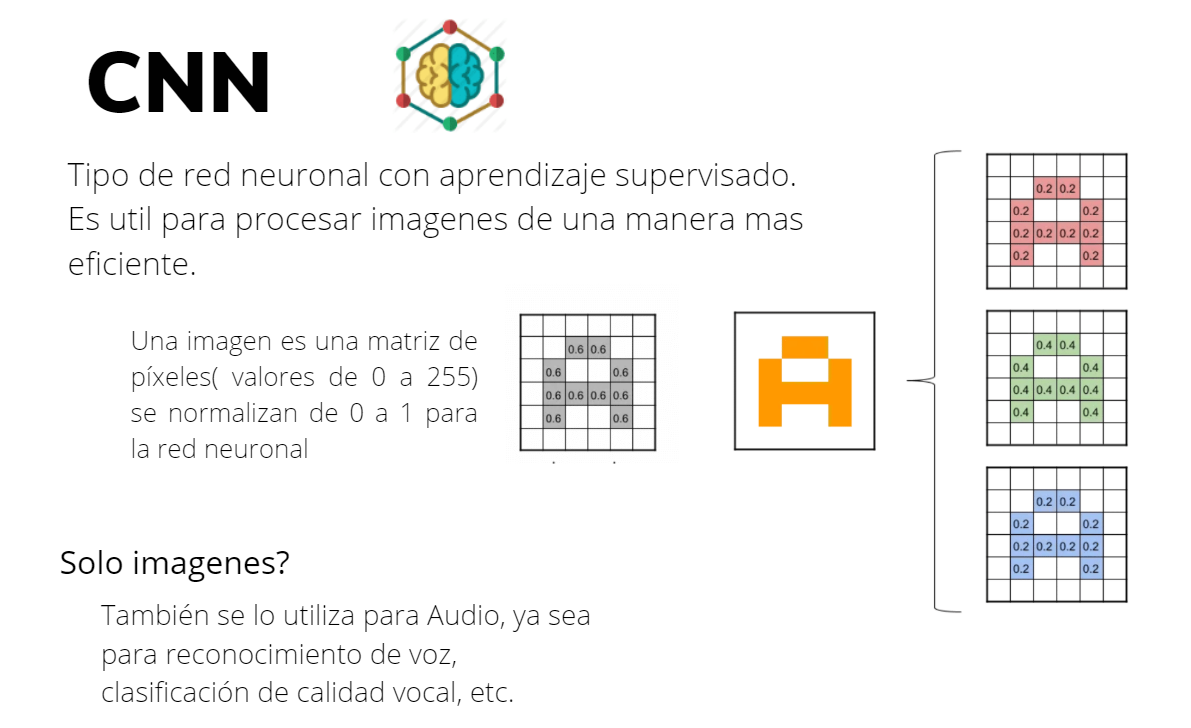 CNN
Tipo de red neuronal con aprendizaje supervisado.
Es util para procesar imagenes de una manera mas
eficiente.
Una imagen es una matriz de
píxeles( valores de 0 a 255)
se normalizan de 0 a 1 para
la red neuronal
0.6 0.6
0.6 0.6
0.6 0.6 0.6 0.6
0.6 0.6
0.2 0.2
0.2 0.2
0.2 0.2 0.2 0.2
0.2 0.2
0.4 0.4
0.4 0.4
0.4 0.4 0.4 0.4
0.4 0.4
0.2 0.2
0.2 0.2
0.2 0.2 0.2 0.2
0.2 0.2
Solo imagenes?
También se lo utiliza para Audio, ya sea
para reconocimiento de voz,
clasificación de calidad vocal, etc.